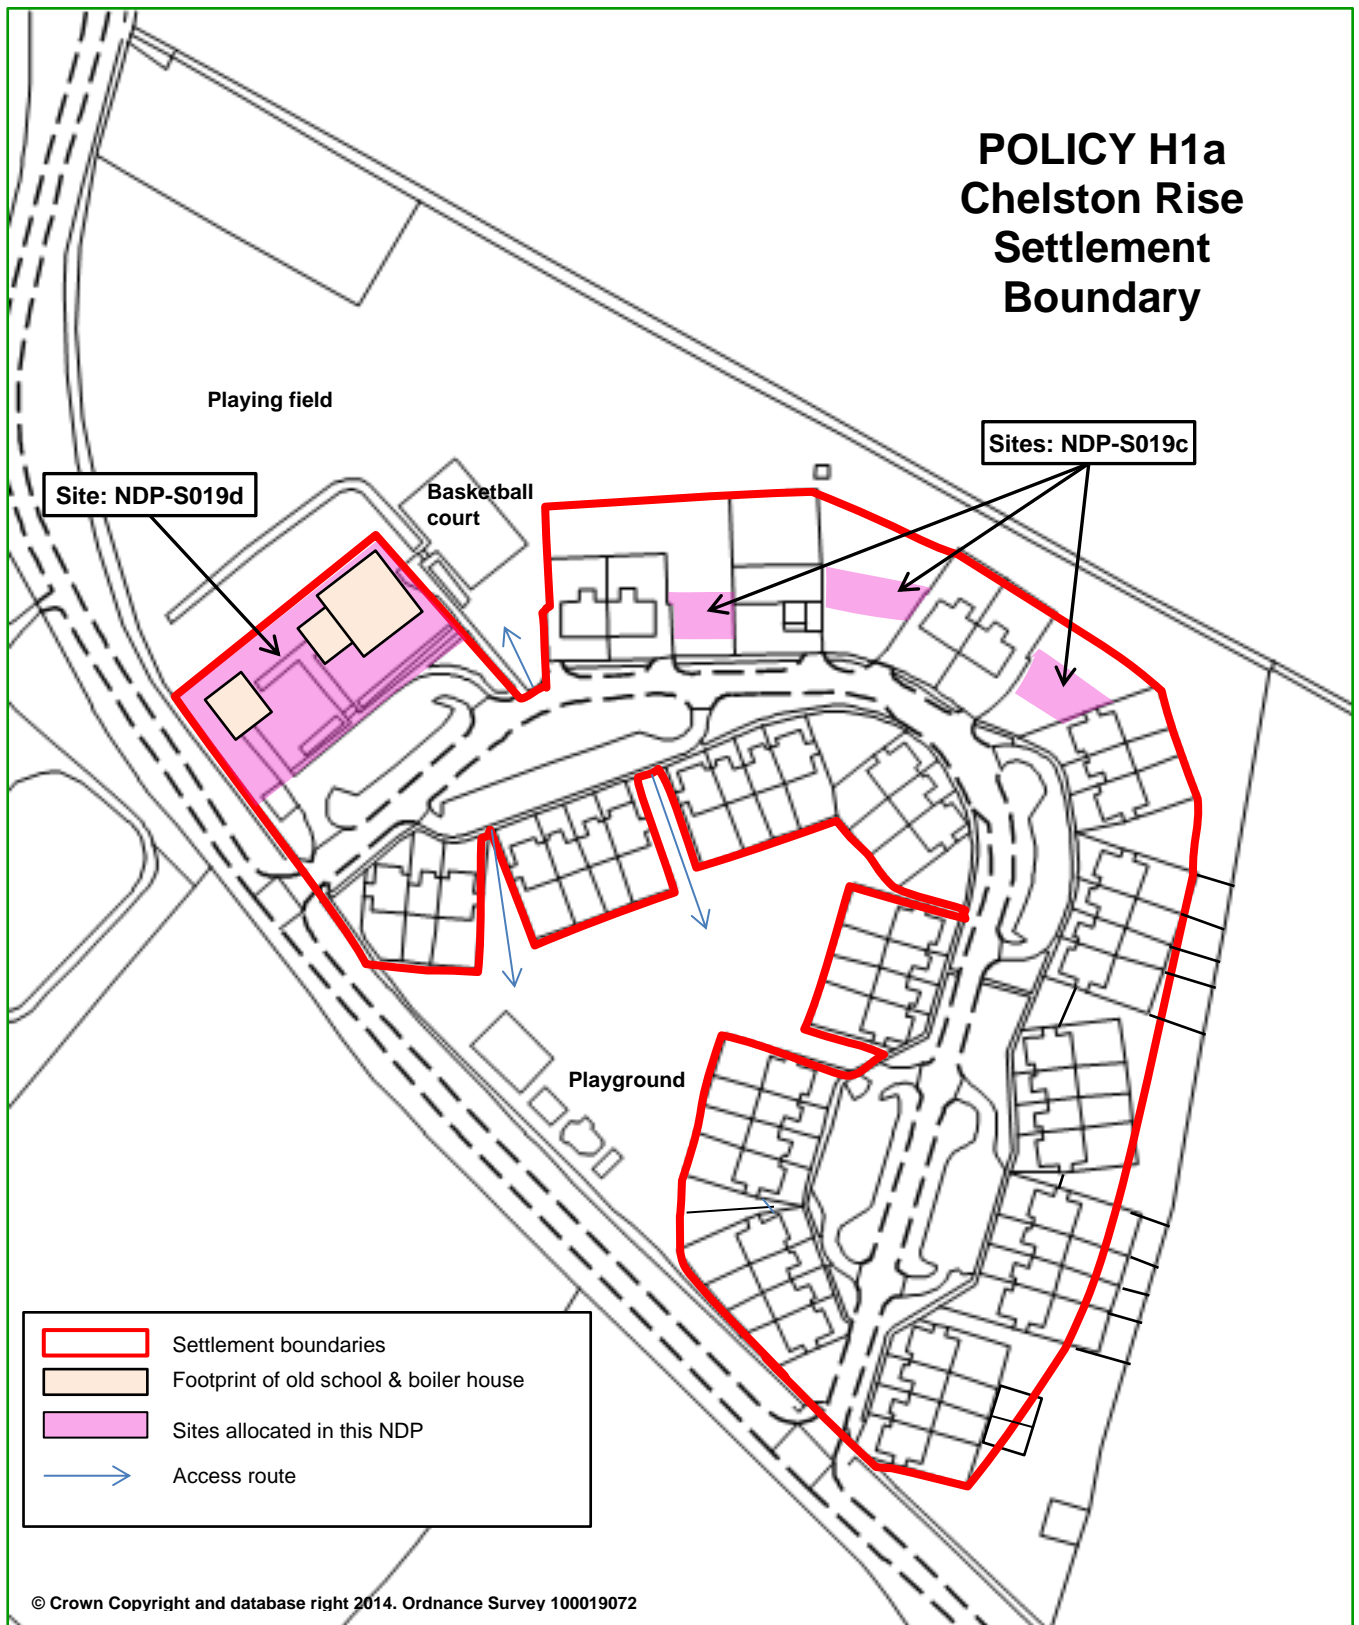 POLICY H1a
Chelston Rise
Settlement
Boundary
Playing field
Sites: NDP-S019c
Site: NDP-S019d
Basketball
court
Playground
Settlement boundaries
Footprint of old school & boiler house
Sites allocated in this NDP
Access route
© Crown Copyright and database right 2014. Ordnance Survey 100019072